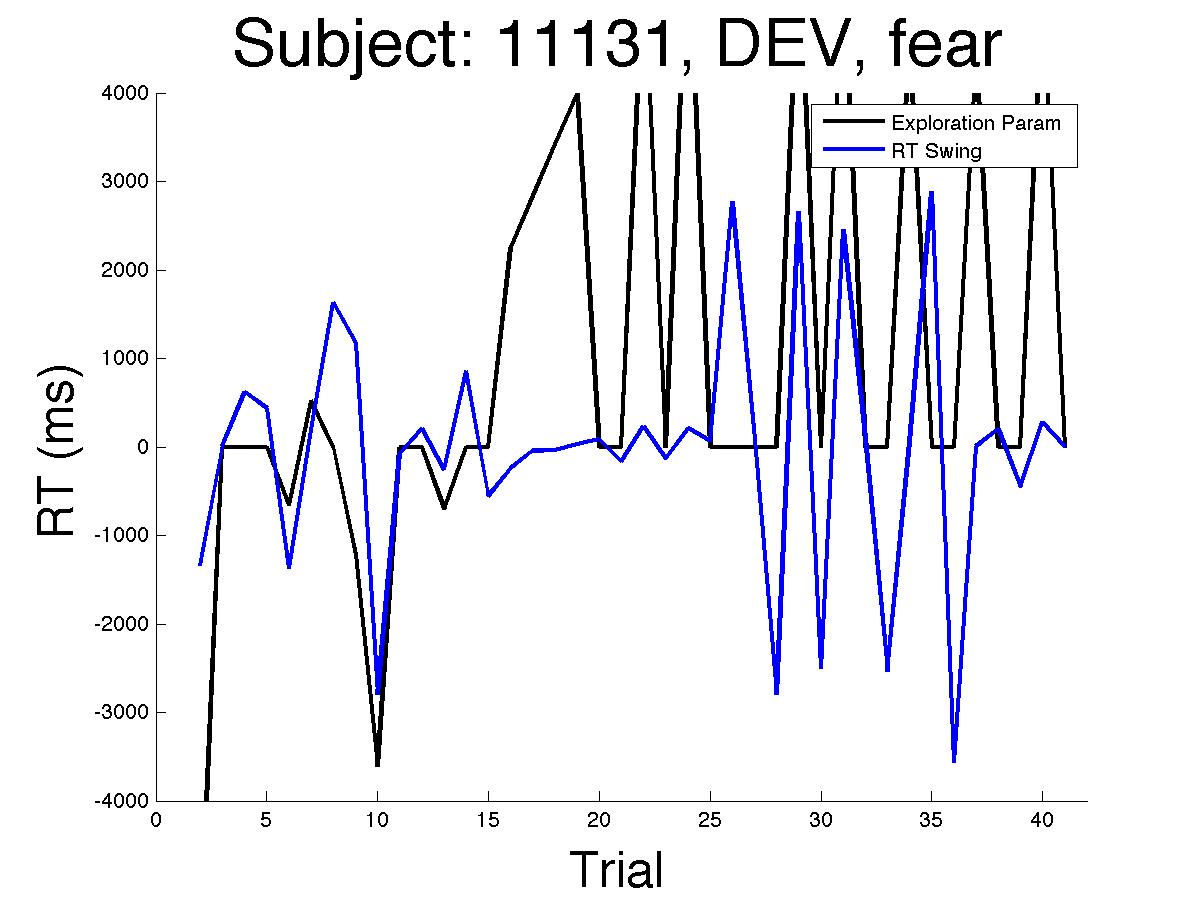 Subject: 11131, DEV, fear
4000
3000
2000
1000
0
-1000
-2000
-3000
-4000
RT (ms)
Exploration Param
RT Swing
0 5 10 15 20 25 30 35 40
Trial